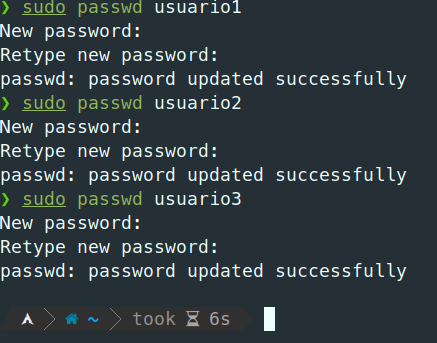 ❯ sudo passwd usuario1
New password:
Retype new password:
passwd: password updated successfully
❯ sudo passwd usuario2
New password:
Retype new password:
passwd: password updated successfully
❯ sudo passwd usuario3
New password:
Retype new password:
passwd: password updated successfully
~ took 6s